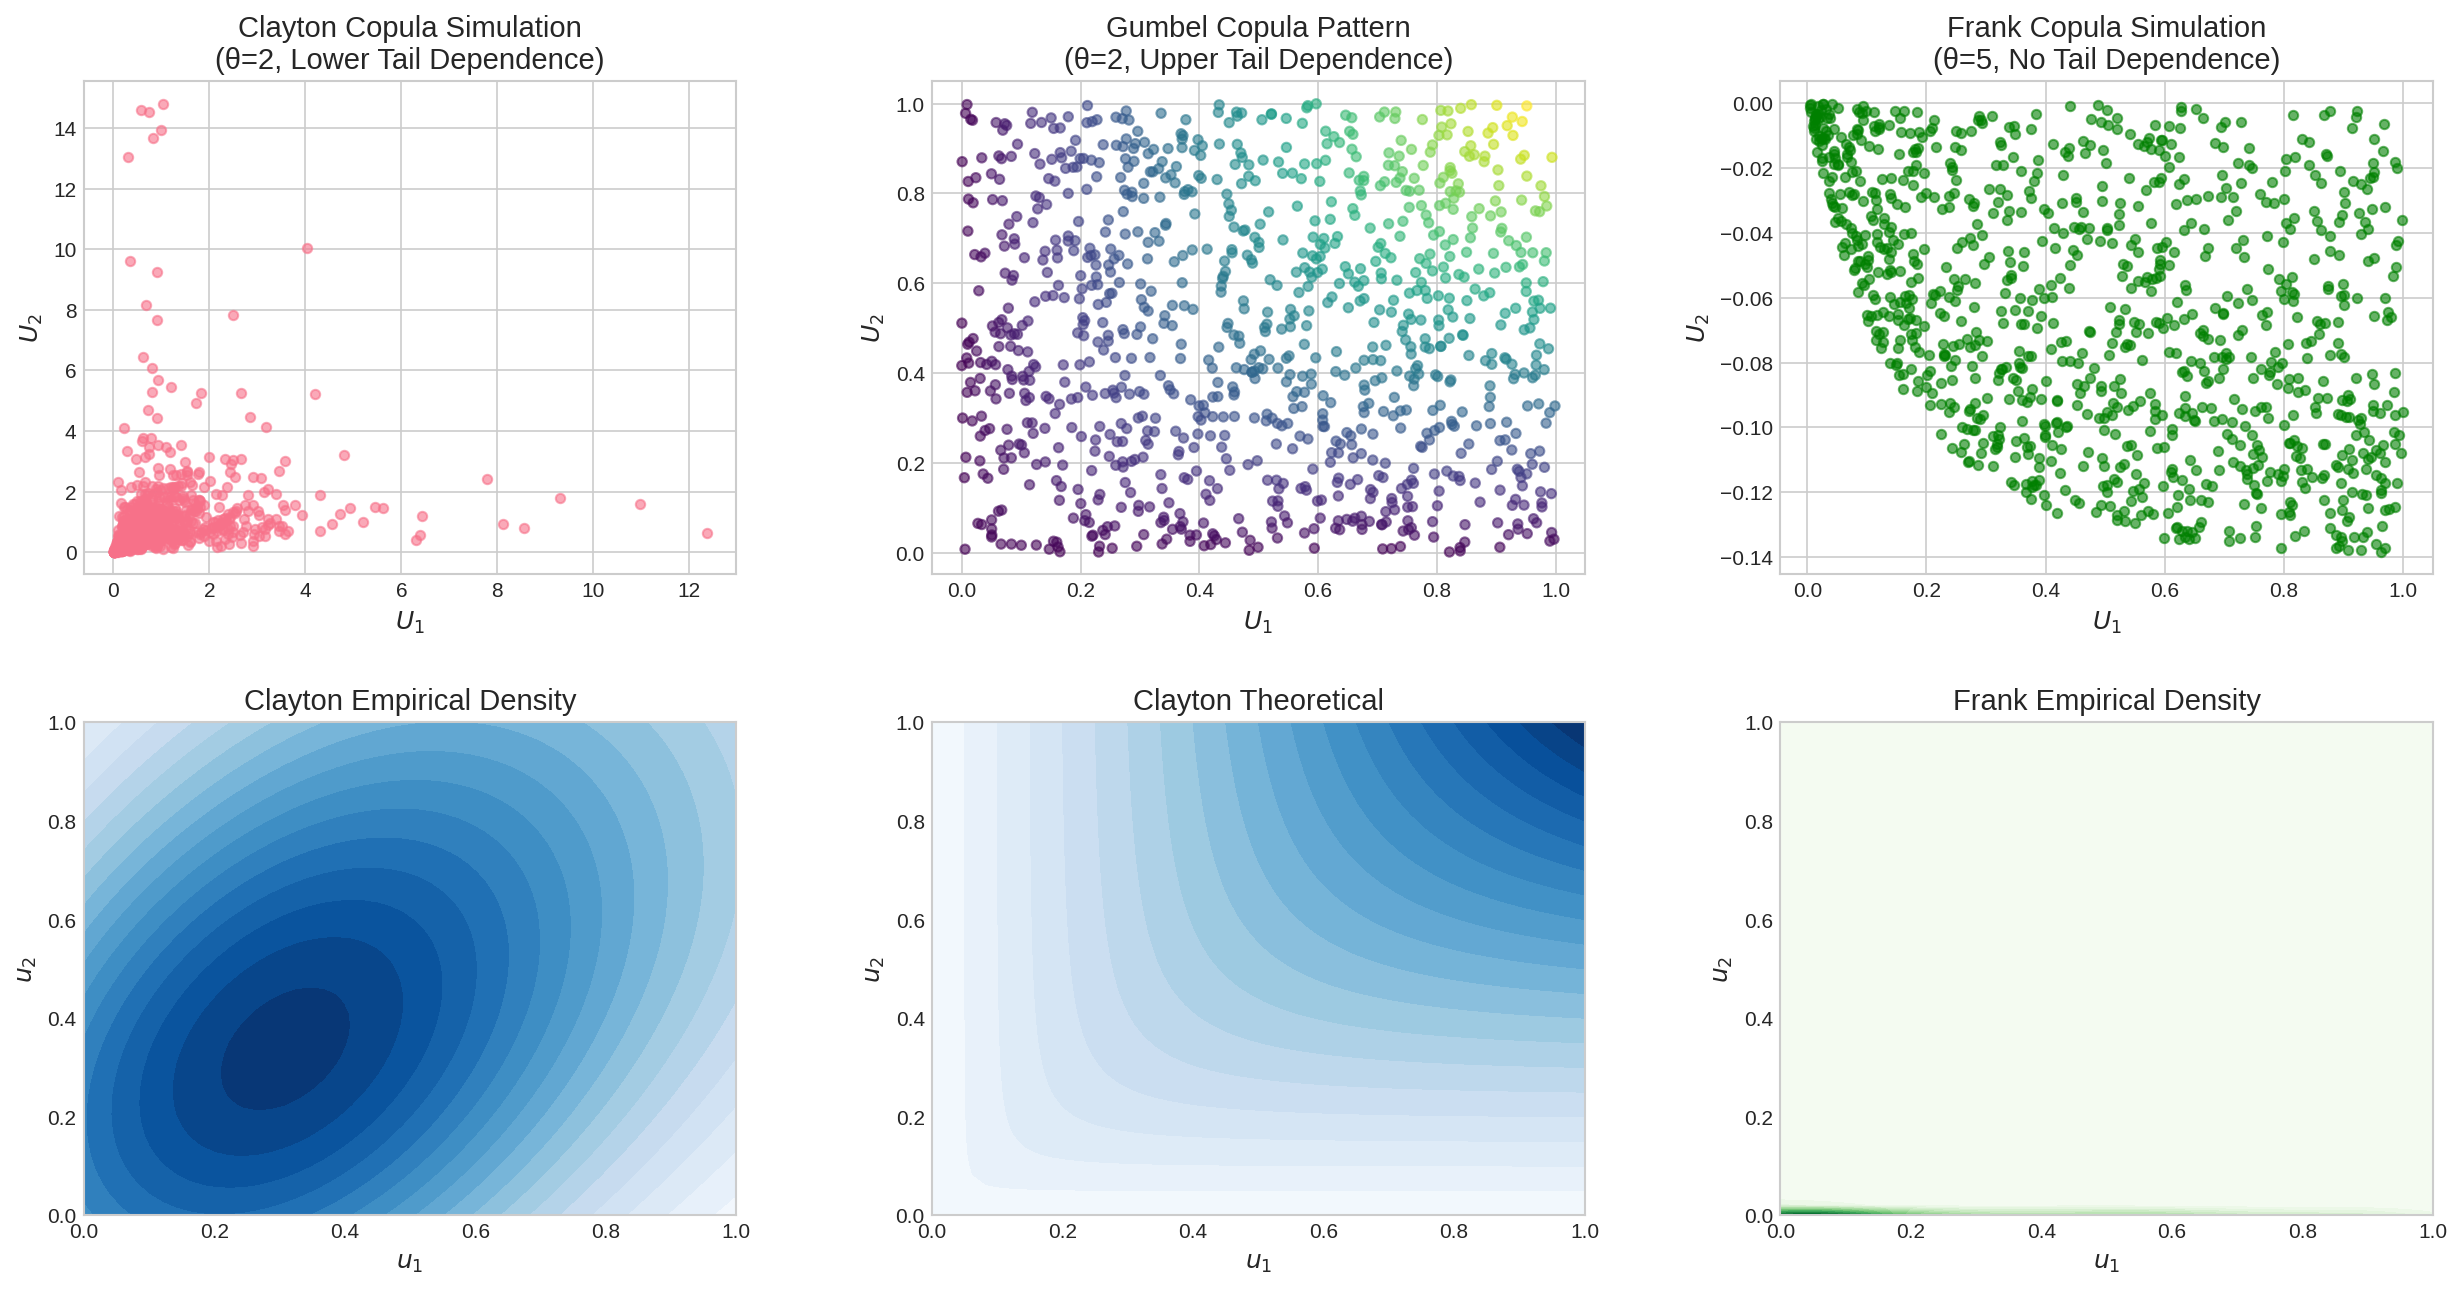 Clayton Copula Simulation
(θ=2, Lower Tail Dependence)
U₂
14
12
10
8
6
4
2
0
0 2 4 6 8 10 12
U₁
Gumbel Copula Pattern
(θ=2, Upper Tail Dependence)
U₂
1.0
0.8
0.6
0.4
0.2
0.0
0.0 0.2 0.4 0.6 0.8 1.0
U₁
Frank Copula Simulation
(θ=5, No Tail Dependence)
U₂
0.00
−0.02
−0.04
−0.06
−0.08
−0.10
−0.12
−0.14
0.0 0.2 0.4 0.6 0.8 1.0
U₁
Clayton Empirical Density
u₂
1.0
0.8
0.6
0.4
0.2
0.0
0.0 0.2 0.4 0.6 0.8 1.0
u₁
Clayton Theoretical
u₂
1.0
0.8
0.6
0.4
0.2
0.0
0.0 0.2 0.4 0.6 0.8 1.0
u₁
Frank Empirical Density
u₂
1.0
0.8
0.6
0.4
0.2
0.0
0.0 0.2 0.4 0.6 0.8 1.0
u₁